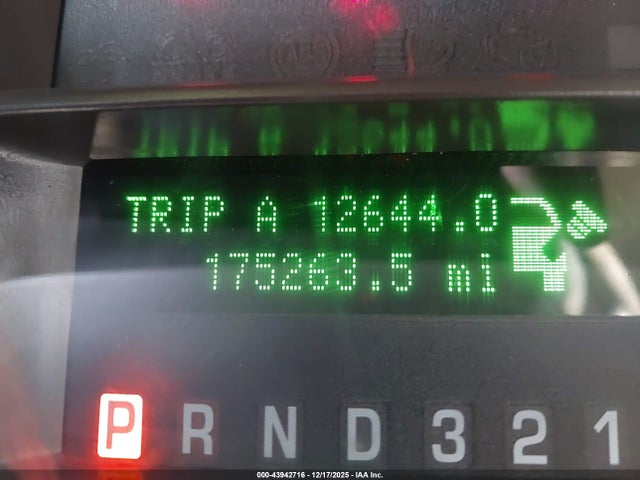 TRIP A 12644.0
175263.5 mi
P R N D 3 2 1
000-43942716 - 12/17/2025 - IAA Inc.